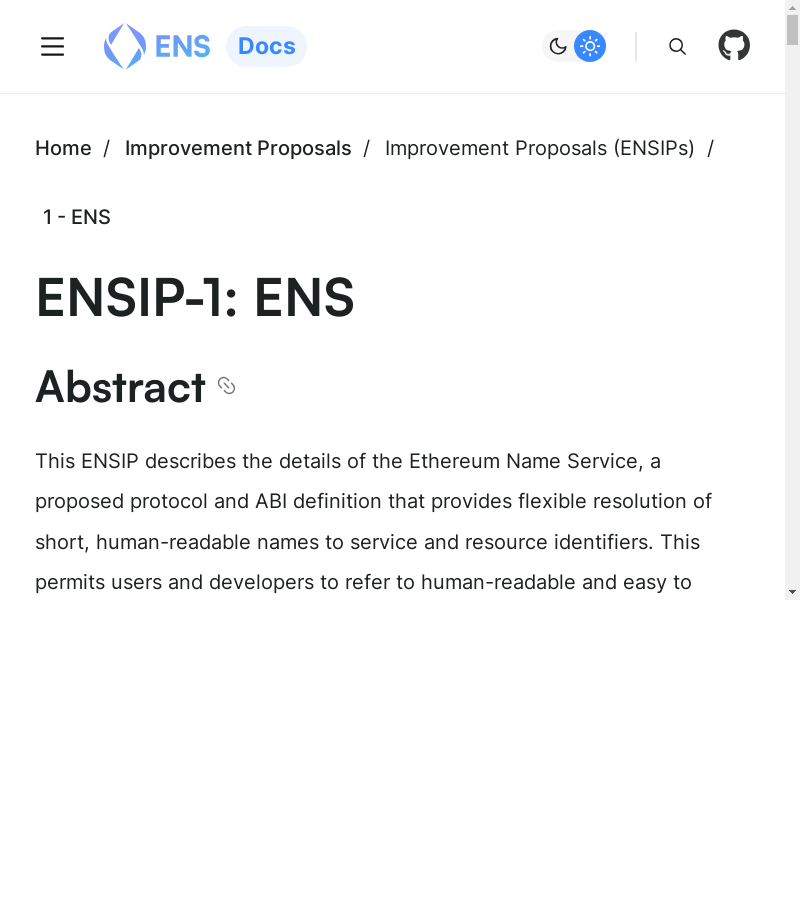 ENS Docs
Home / Improvement Proposals / Improvement Proposals (ENSIPs) /
1 - ENS
ENSIP-1: ENS
Abstract
This ENSIP describes the details of the Ethereum Name Service, a
proposed protocol and ABI definition that provides flexible resolution of
short, human-readable names to service and resource identifiers. This
permits users and developers to refer to human-readable and easy to